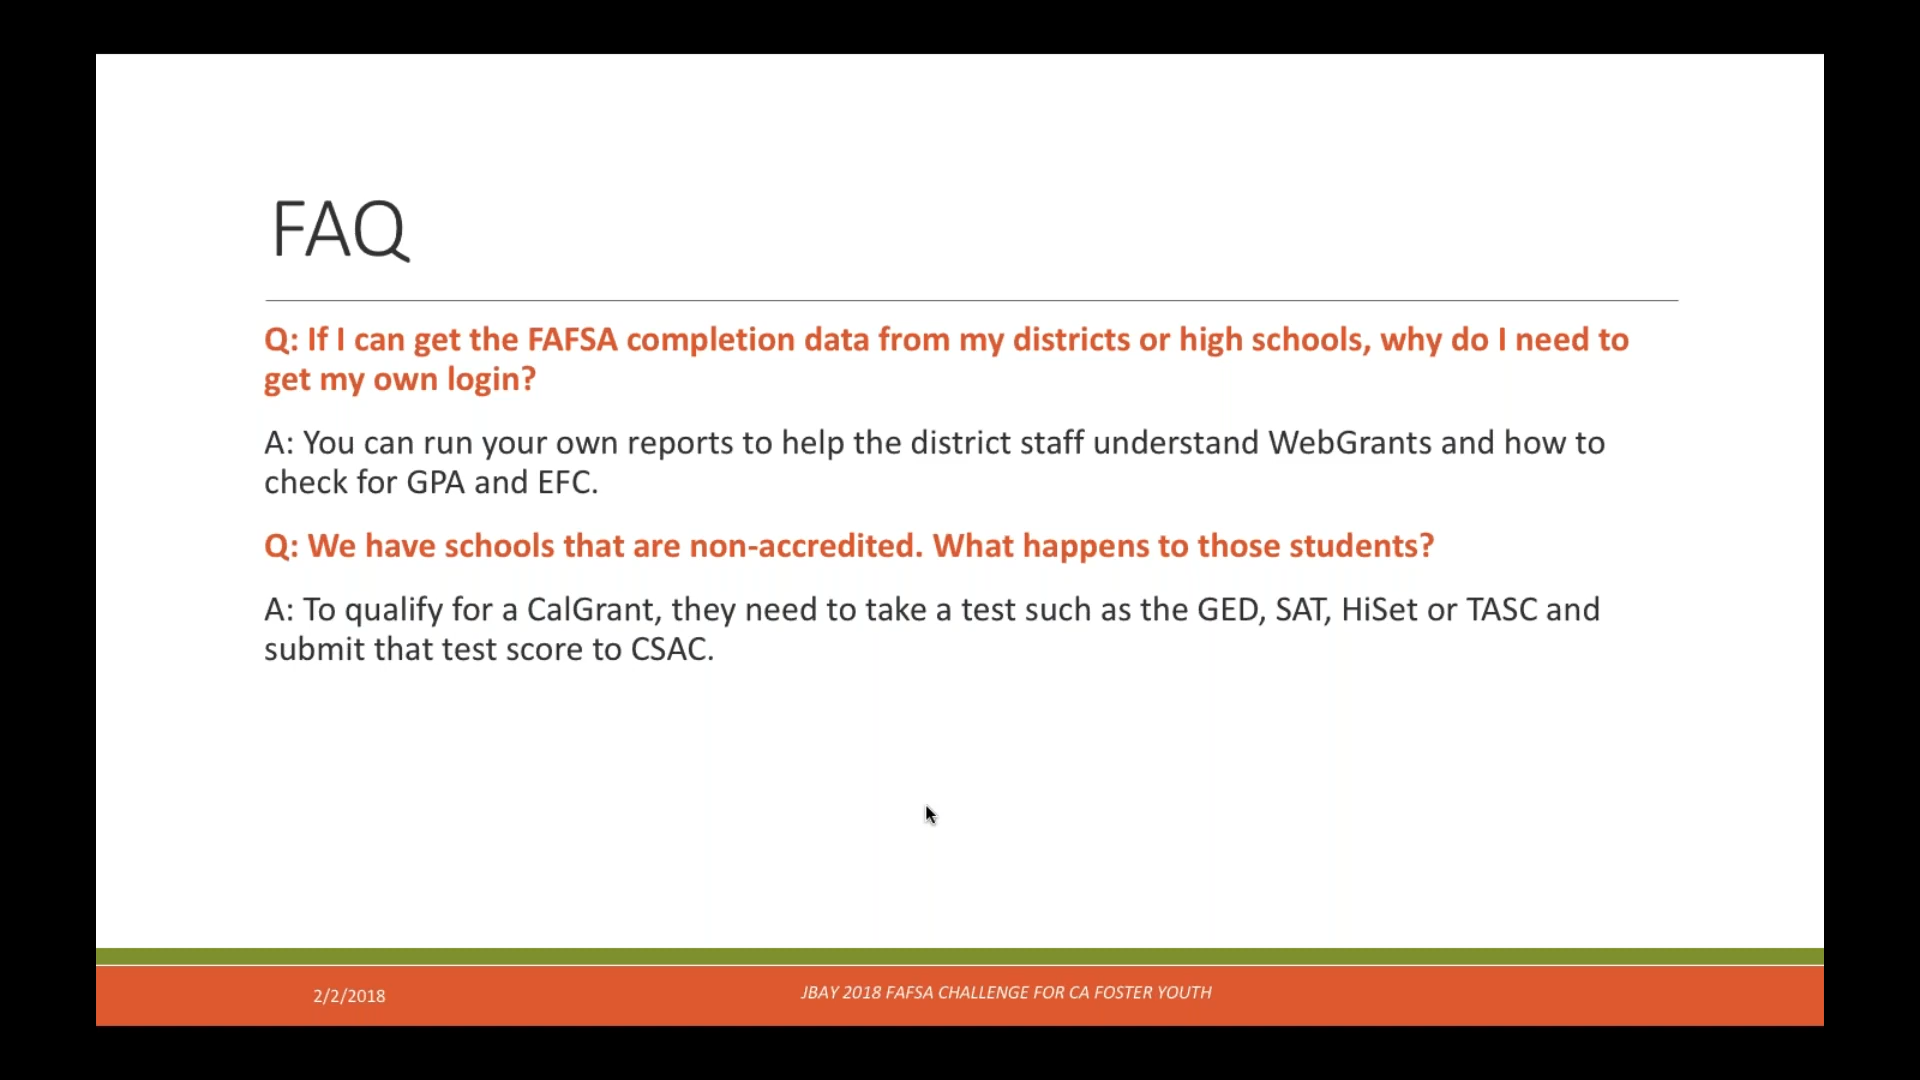 FAQ
Q: If I can get the FAFSA completion data from my districts or high schools, why do I need to
get my own login?
A: You can run your own reports to help the district staff understand WebGrants and how to
check for GPA and EFC.
Q: We have schools that are non-accredited. What happens to those students?
A: To qualify for a CalGrant, they need to take a test such as the GED, SAT, HiSet or TASC and
submit that test score to CSAC.
2/2/2018
JBAY 2018 FAFSA CHALLENGE FOR CA FOSTER YOUTH